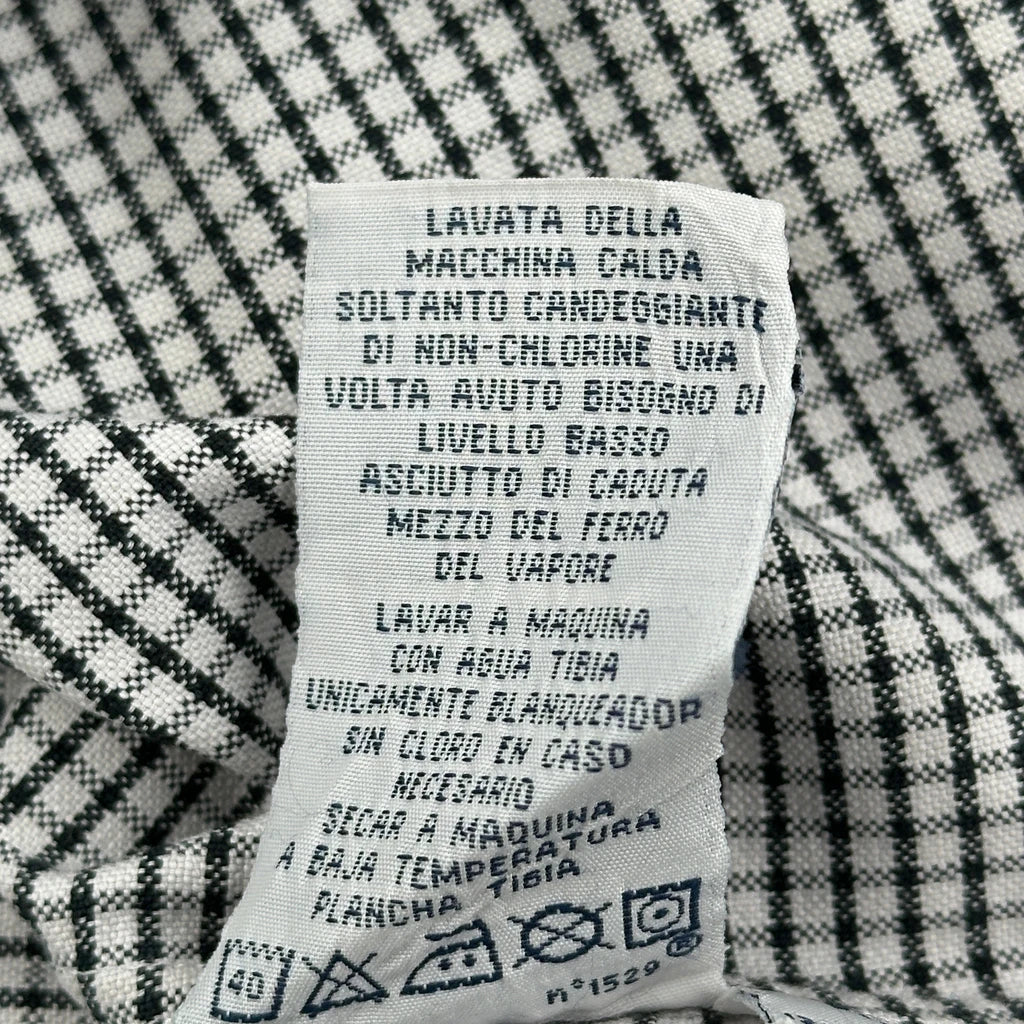 LAVATA DELLA
MACCHINA CALDA
SOLTANTO CANDEGGIANTE
DI NON-CHLORINE UNA
VOLTA AVUTO BISOGNO DI
LIVELLO BASSO
ASCIUTTO DI CADUTA
MEZZO DEL FERRO
DEL VAPORE
LAVAR A MAQUINA
CON AGUA TIBIA
UNICAMENTE BLANQUEADOR
SIN CLORO EN CASO
NECESARIO
SECAR A MAQUINA
A BAJA TEMPERATURA
PLANCHA TIBIA
40
n°1529 ®